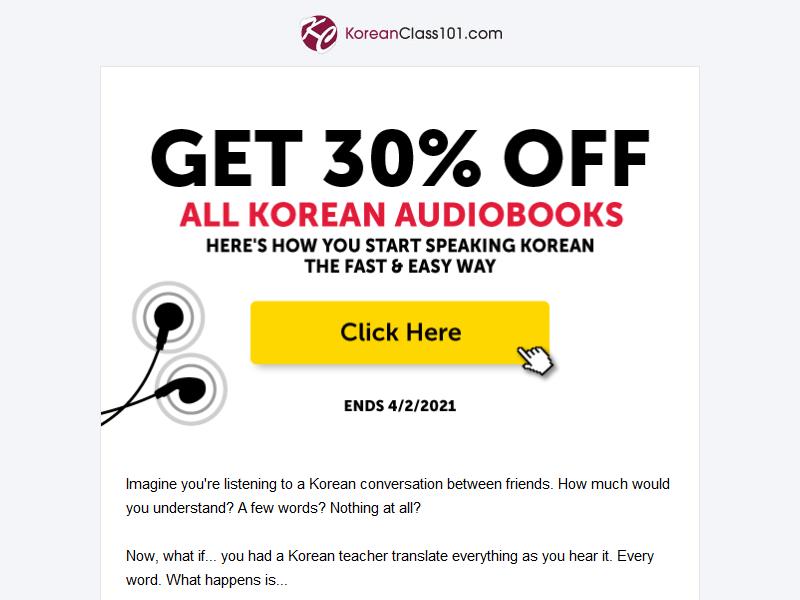 KoreanClass101.com
GET 30% OFF
ALL KOREAN AUDIOBOOKS
HERE'S HOW YOU START SPEAKING KOREAN
THE FAST & EASY WAY
Click Here
ENDS 4/2/2021
Imagine you're listening to a Korean conversation between friends. How much would
you understand? A few words? Nothing at all?
Now, what if... you had a Korean teacher translate everything as you hear it. Every
word. What happens is...